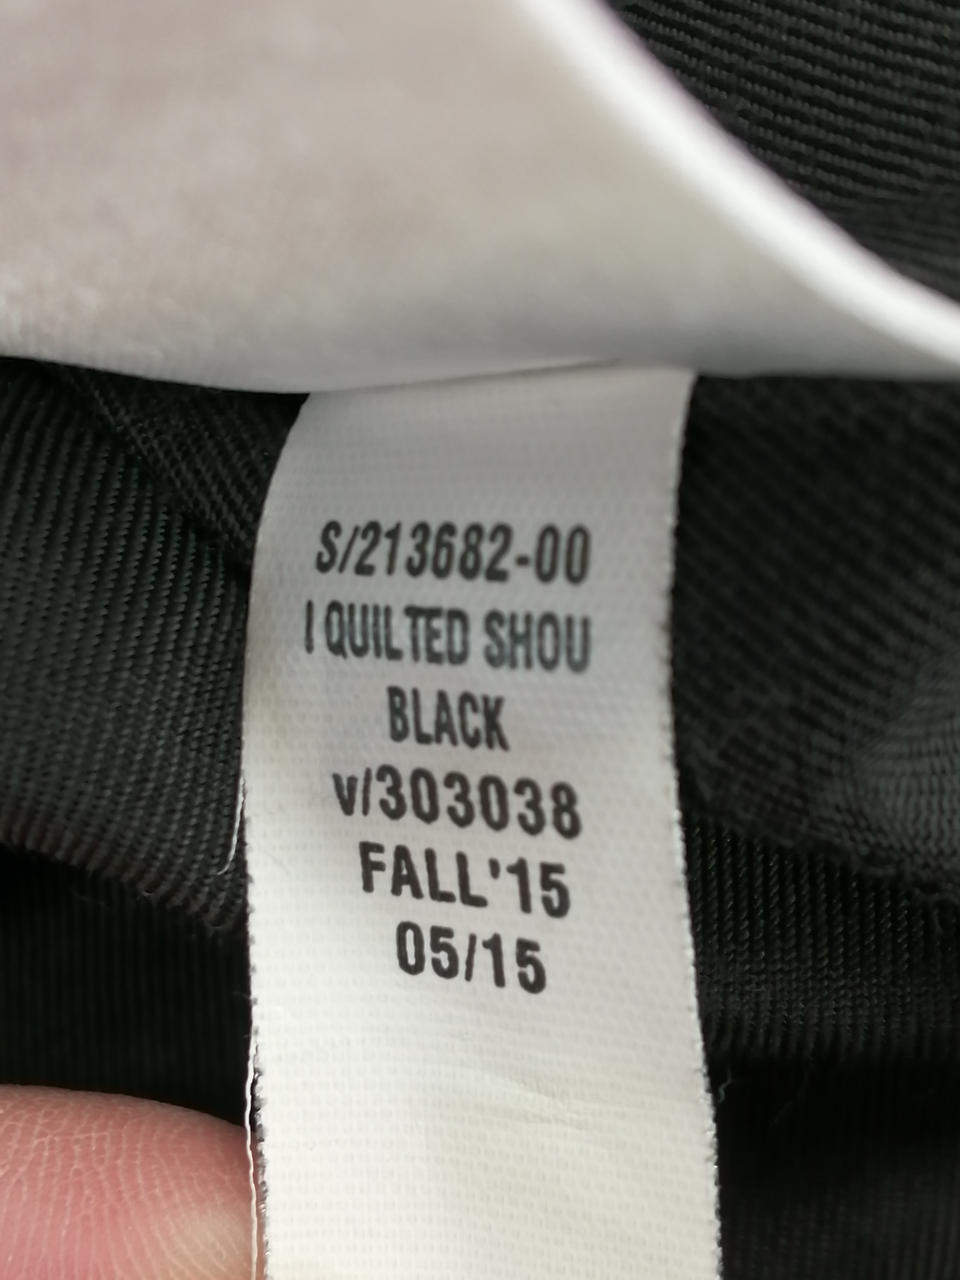 S/213682-00
I QUILTED SHOU
BLACK
v/303038
FALL'15
05/15